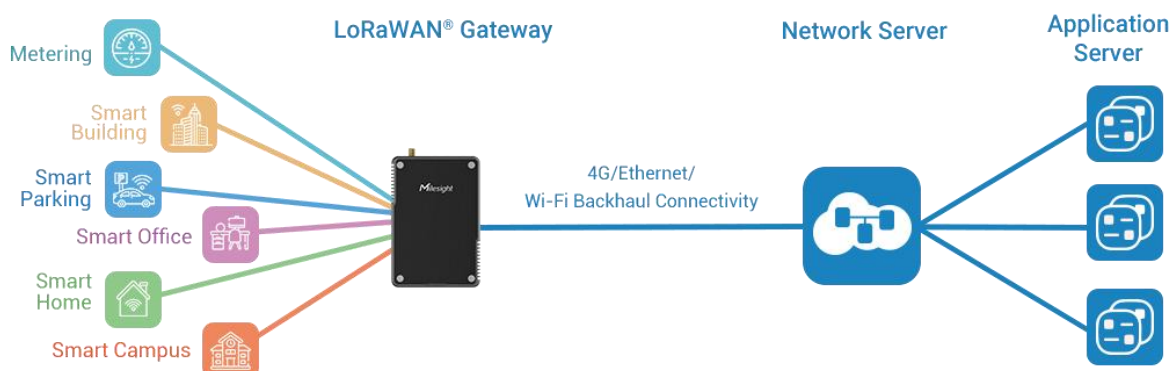 LoRaWAN® Gateway
Network Server
Application
Server
Metering
Smart
Building
Smart
Parking
Smart Office
Smart
Home
Smart Campus
Milesight
4G/Ethernet/
Wi-Fi Backhaul Connectivity
P